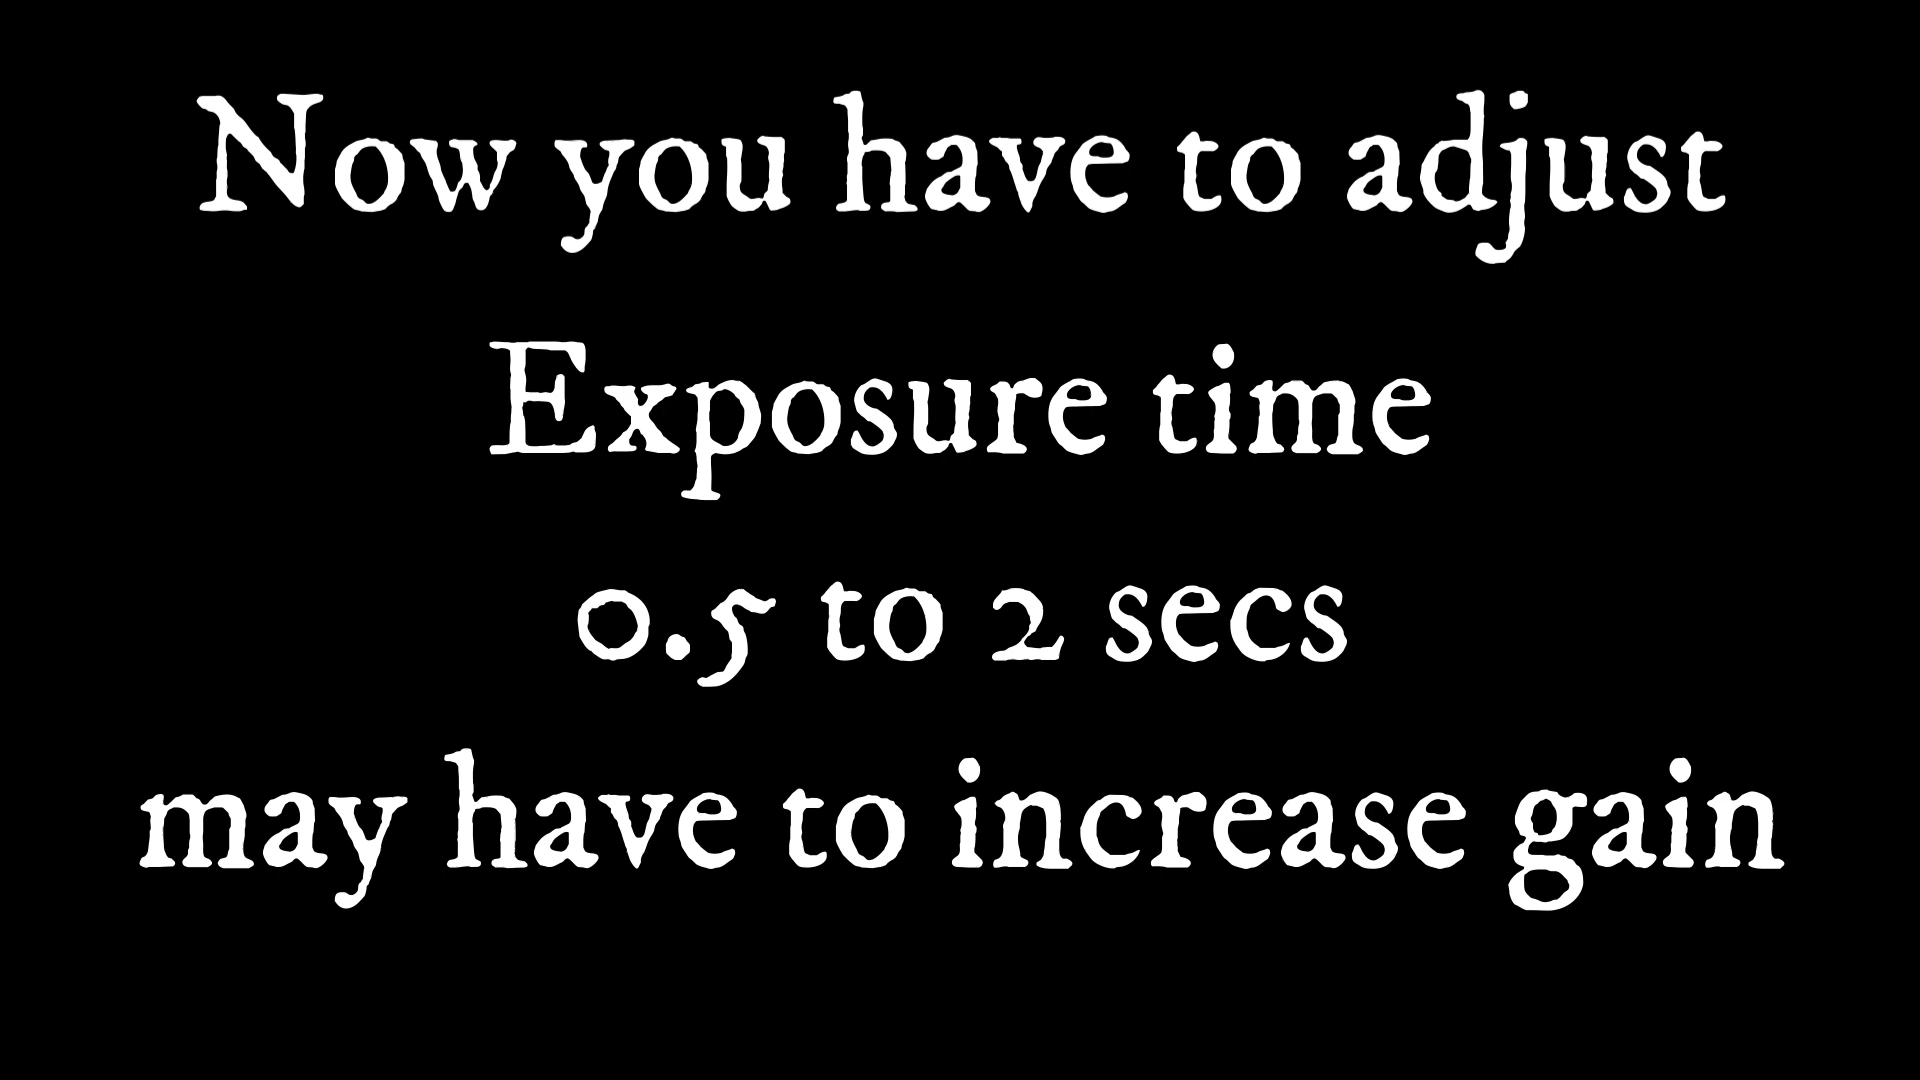 Now you have to adjust
Exposure time
0.5 to 2 secs
may have to increase gain